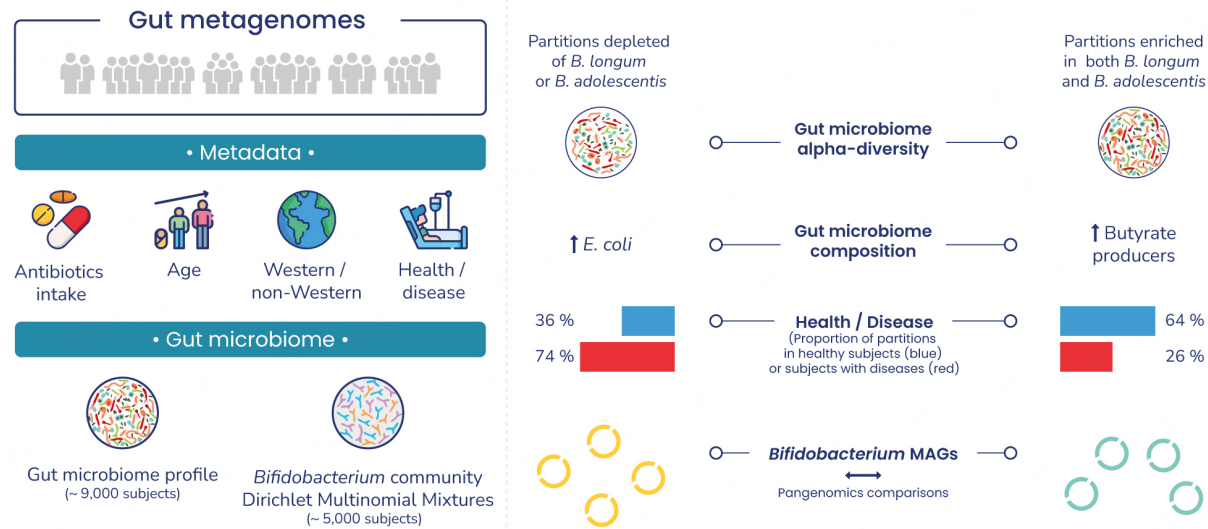 Gut metagenomes
• Metadata •
Antibiotics
intake
Age
Western /
non-Western
Health /
disease
• Gut microbiome •
Gut microbiome profile
(~ 9,000 subjects)
Bifidobacterium community
Dirichlet Multinomial Mixtures
(~ 5,000 subjects)
Partitions depleted
of B. longum
or B. adolescentis
Partitions enriched
in both B. longum
and B. adolescentis
Gut microbiome
alpha-diversity
E. coli
Gut microbiome
composition
Butyrate
producers
36 %
74 %
Health / Disease
(Proportion of partitions
in healthy subjects (blue)
or subjects with diseases (red)
64 %
26 %
Bifidobacterium MAGs
Pangenomics comparisons